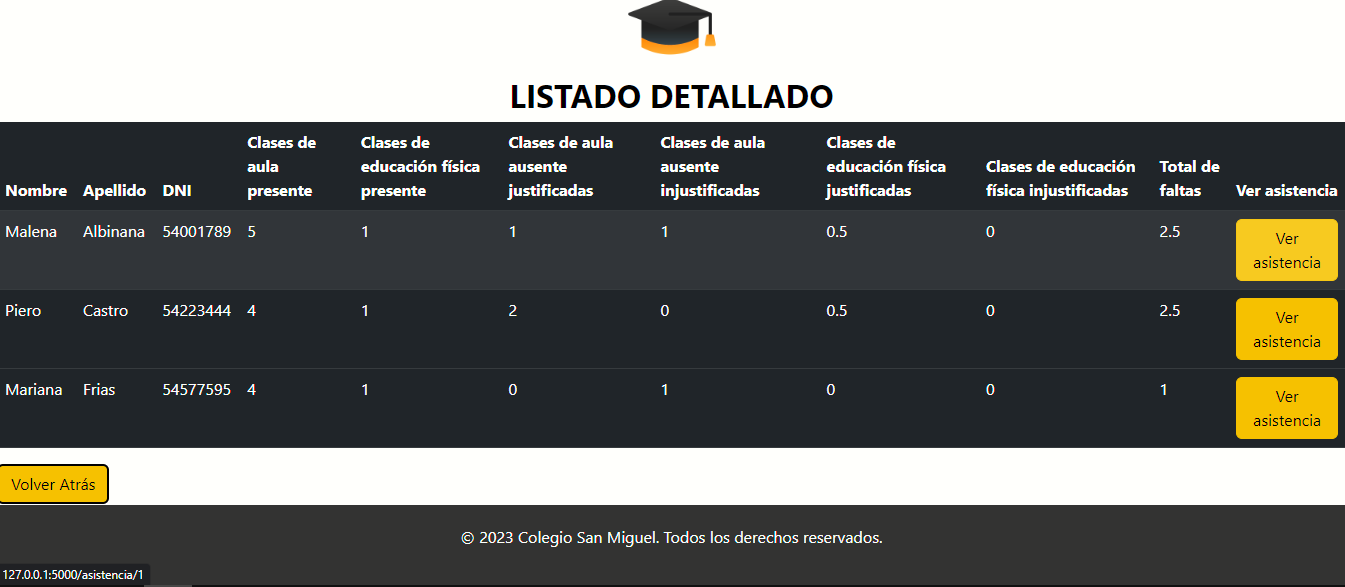 LISTADO DETALLADO
Nombre Apellido DNI Clases de aula presente Clases de educación física presente Clases de aula ausente justificadas Clases de aula ausente injustificadas Clases de educación física justificadas Clases de educación física injustificadas Total de faltas Ver asistencia
Malena Albinana 54001789 5 1 1 1 0.5 0 2.5 Ver asistencia
Piero Castro 54223444 4 1 2 0 0.5 0 2.5 Ver asistencia
Mariana Frias 54577595 4 1 0 1 0 0 1 Ver asistencia
Volver Atrás
© 2023 Colegio San Miguel. Todos los derechos reservados.
127.0.0.1:5000/asistencia/1